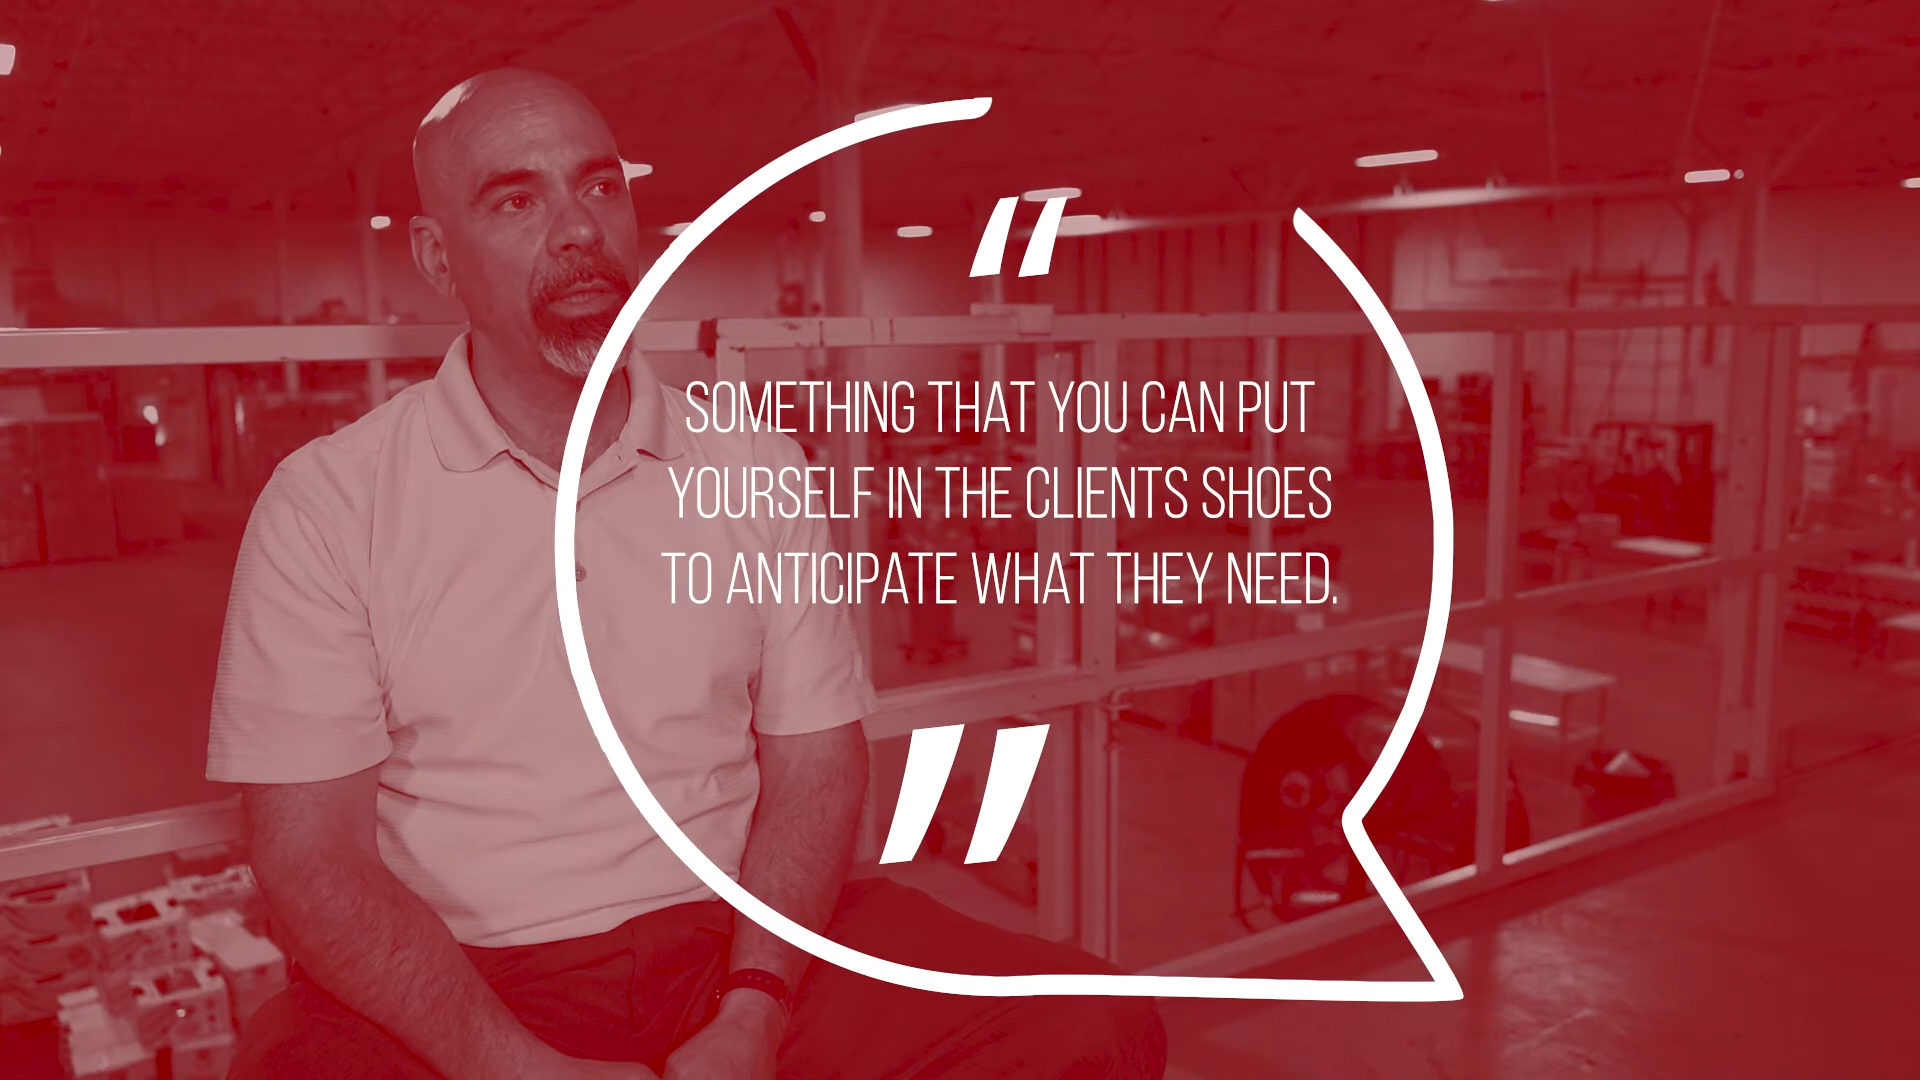 "
SOMETHING THAT YOU CAN PUT
YOURSELF IN THE CLIENTS SHOES
TO ANTICIPATE WHAT THEY NEED.
"